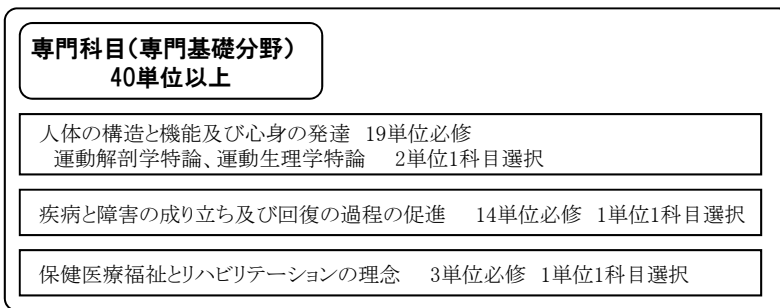 専門科目(専門基礎分野)
40単位以上
人体の構造と機能及び心身の発達 19単位必修
運動解剖学特論、運動生理学特論 2単位1科目選択
疾病と障害の成り立ち及び回復の過程の促進 14単位必修 1単位1科目選択
保健医療福祉とリハビリテーションの理念 3単位必修 1単位1科目選択